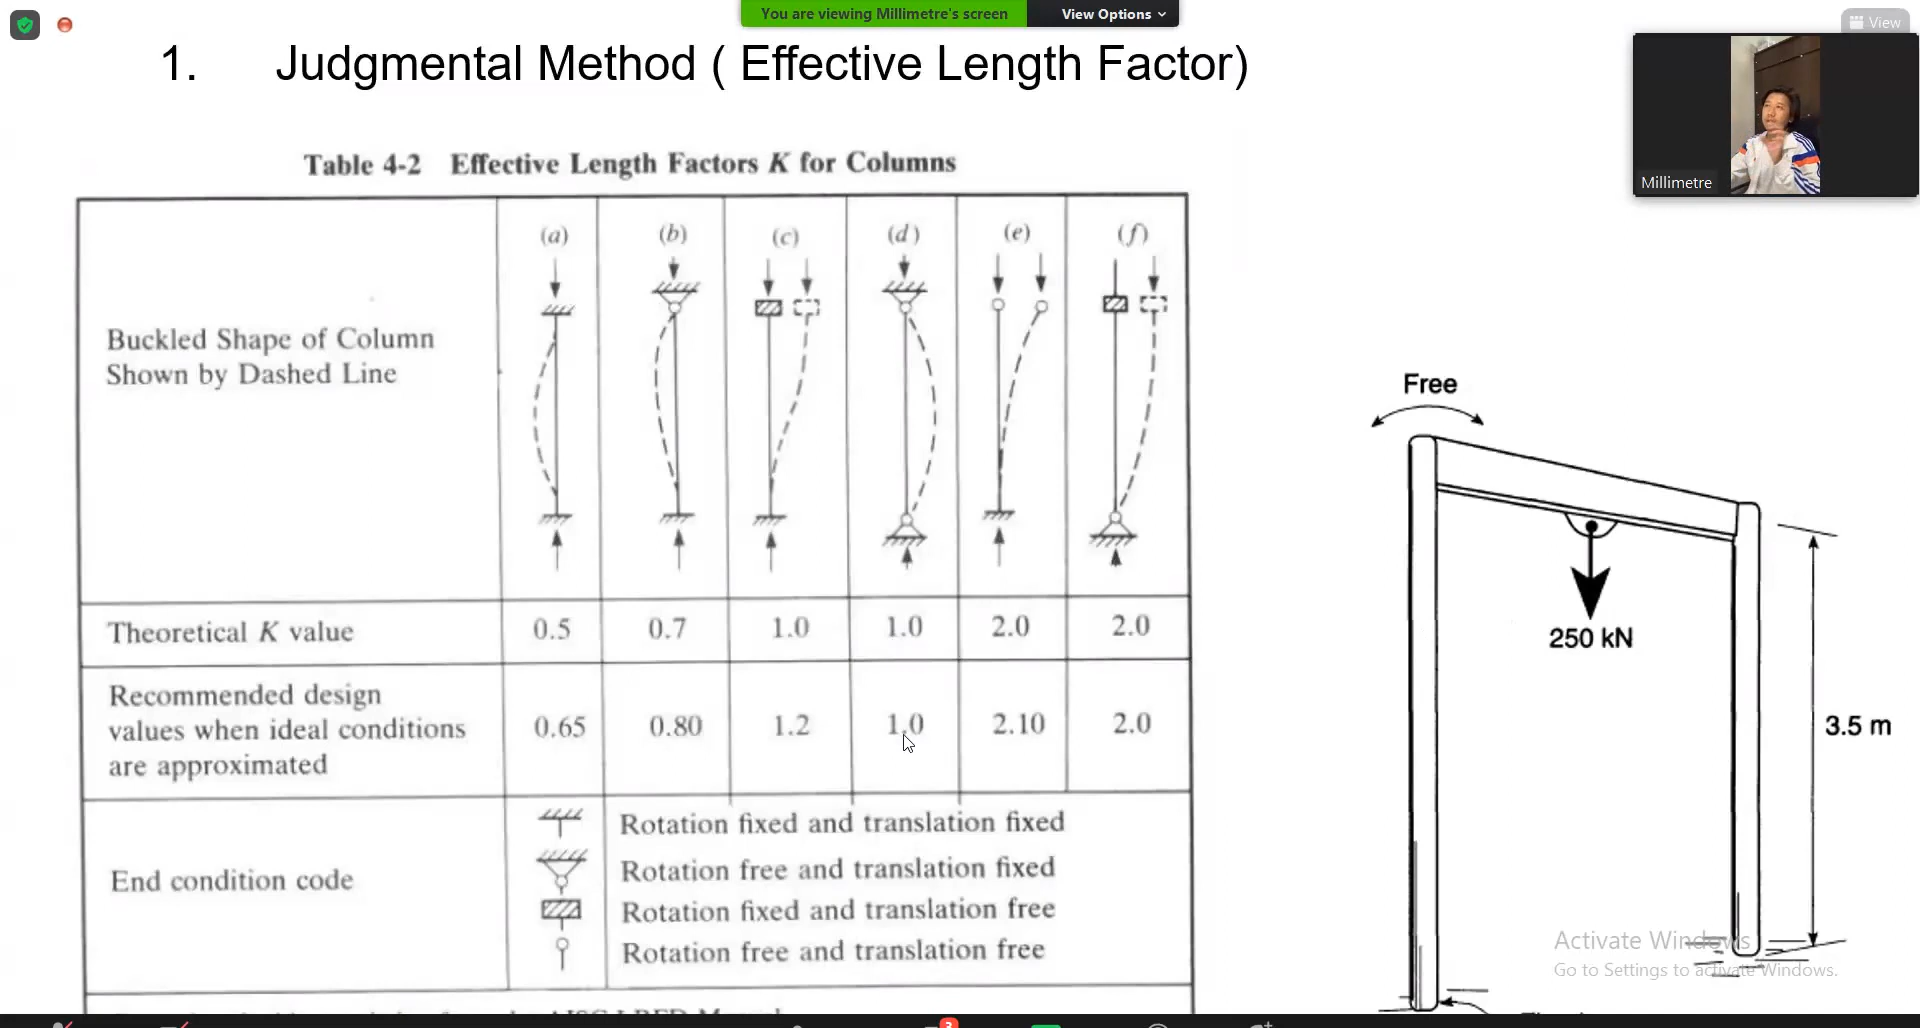 You are viewing Millimetre's screen
View Options
View
1. Judgmental Method ( Effective Length Factor)
Millimetre
Table 4-2 Effective Length Factors K for Columns
(a) (b) (c) (d) (e) (f)
Buckled Shape of Column
Shown by Dashed Line
Theoretical K value 0.5 0.7 1.0 1.0 2.0 2.0
Recommended design
values when ideal conditions 0.65 0.80 1.2 1.0 2.10 2.0
are approximated
End condition code
Rotation fixed and translation fixed
Rotation free and translation fixed
Rotation fixed and translation free
Rotation free and translation free
Free
250 kN
3.5 m
Activate Windows
Go to Settings to activate Windows.
3